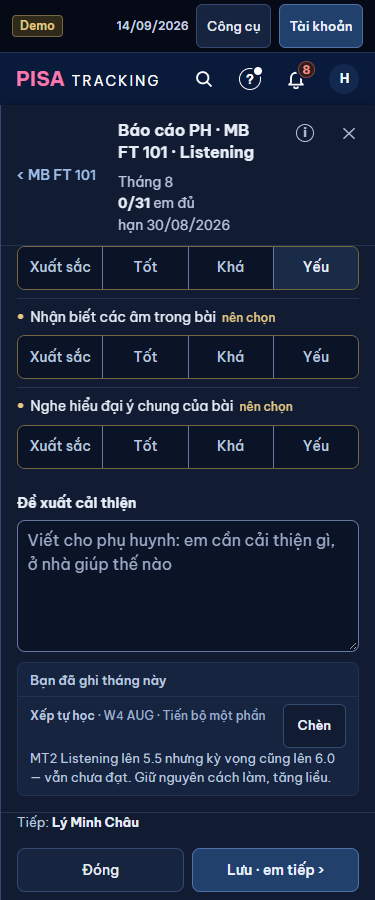 Demo
14/09/2026
Công cụ
Tài khoản
PISA TRACKING
?
8
H
‹ MB FT 101
Báo cáo PH · MB
FT 101 · Listening
Tháng 8
0/31 em đủ
hạn 30/08/2026
Xuất sắc Tốt Khá Yếu
• Nhận biết các âm trong bài nên chọn
Xuất sắc Tốt Khá Yếu
• Nghe hiểu đại ý chung của bài nên chọn
Xuất sắc Tốt Khá Yếu
Đề xuất cải thiện
Viết cho phụ huynh: em cần cải thiện gì,
ở nhà giúp thế nào
Bạn đã ghi tháng này
Xếp tự học · W4 AUG · Tiến bộ một phần
Chèn
MT2 Listening lên 5.5 nhưng kỳ vọng cũng lên 6.0
— vẫn chưa đạt. Giữ nguyên cách làm, tăng liều.
Tiếp: Lý Minh Châu
Đóng
Lưu · em tiếp ›